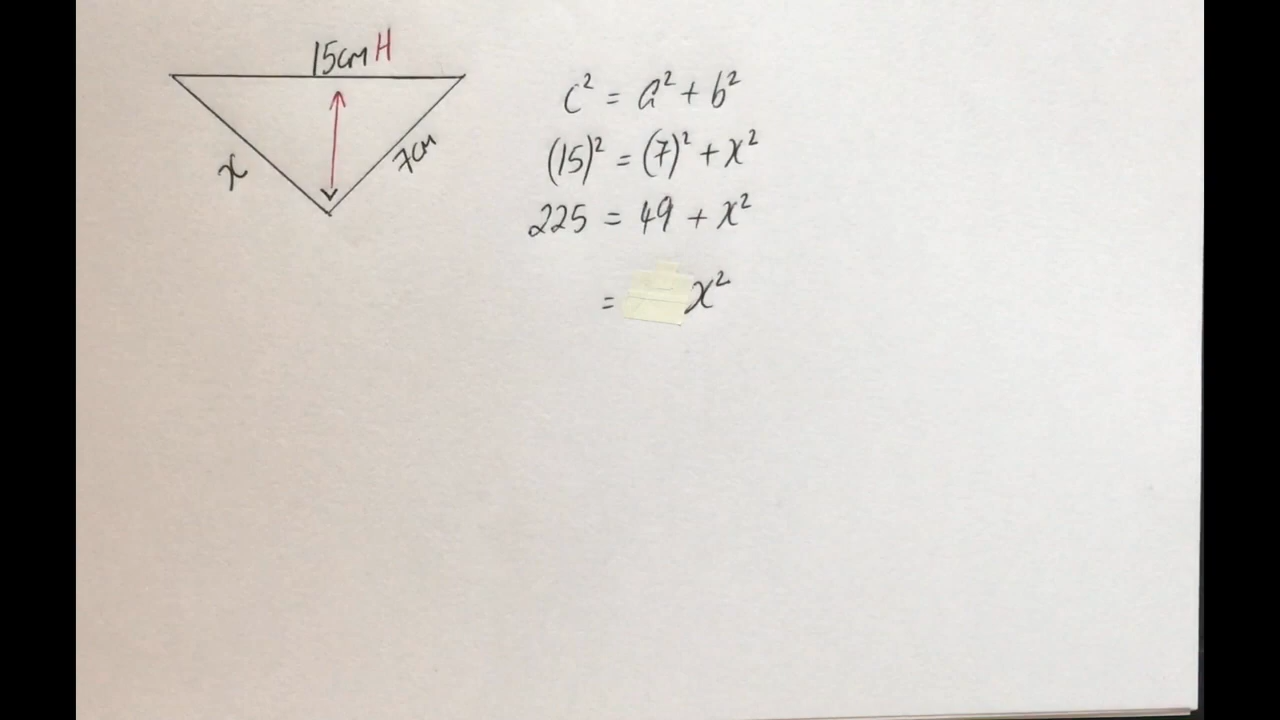 15cm H
x
7cm
c² = a² + b²
(15)² = (7)² + x²
225 = 49 + x²
= x²